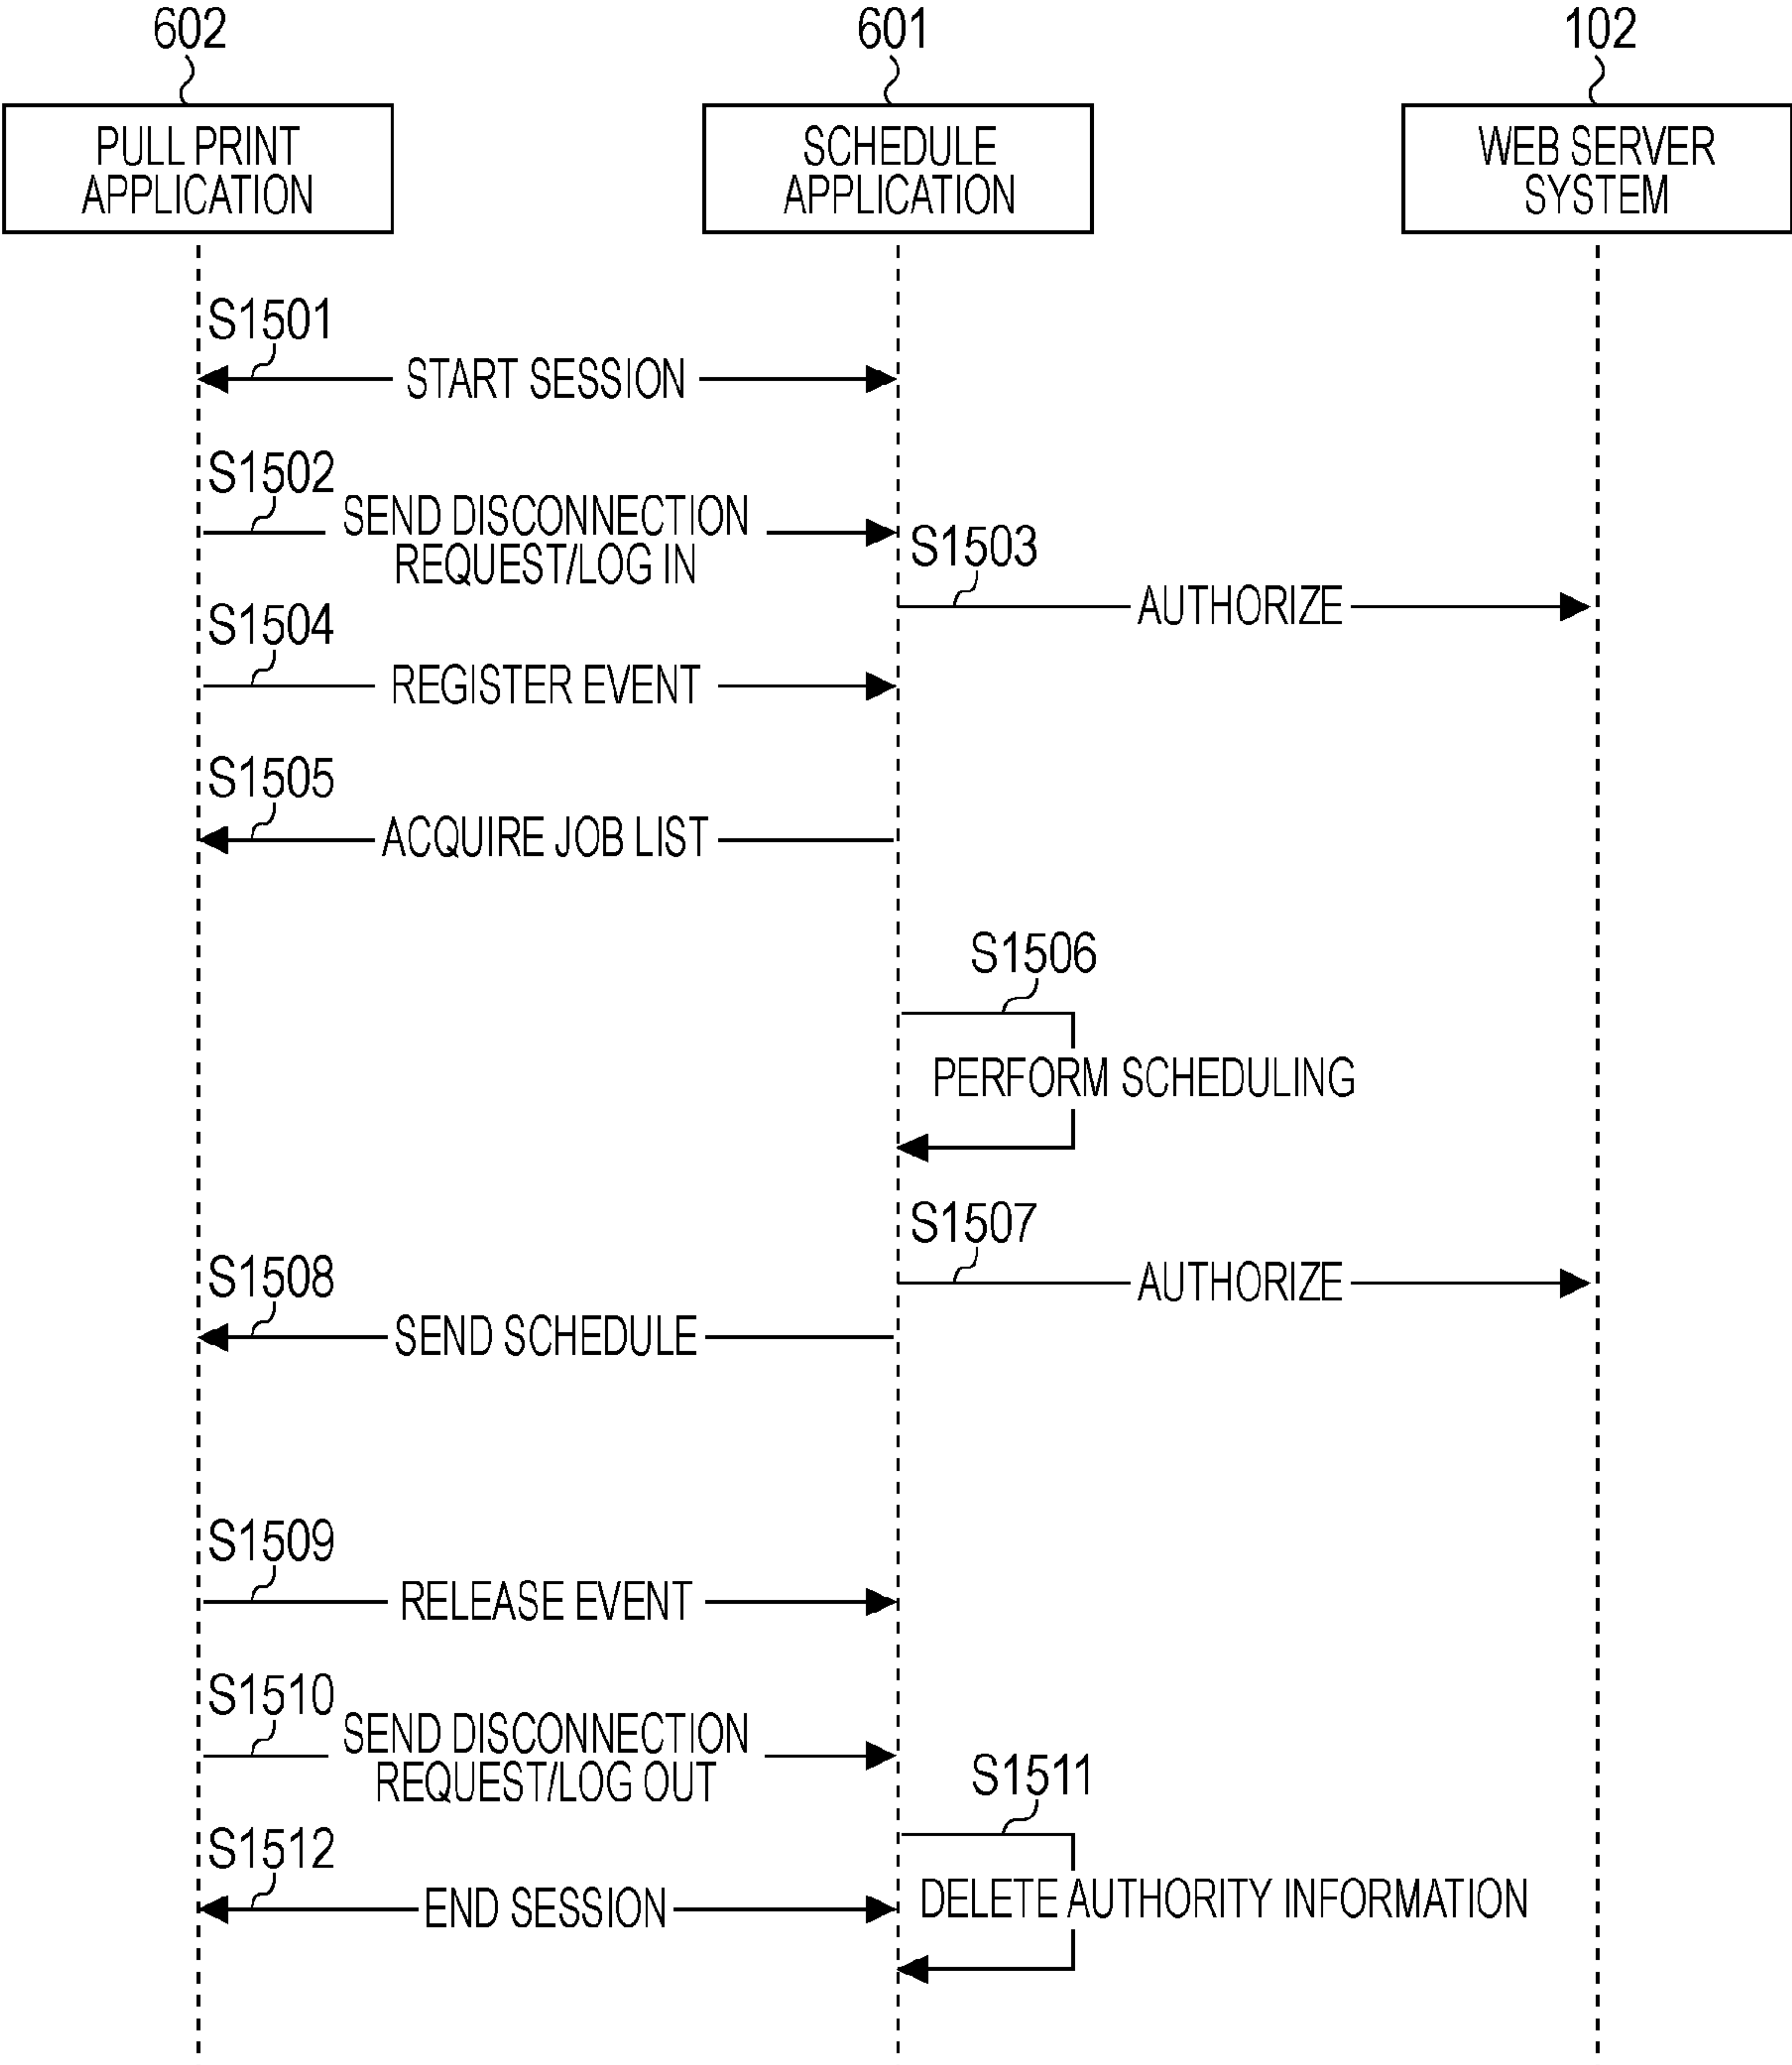 602
601
102
PULL PRINT
APPLICATION
SCHEDULE
APPLICATION
WEB SERVER
SYSTEM
S1501
START SESSION
S1502
SEND DISCONNECTION
REQUEST/LOG IN
S1503
AUTHORIZE
S1504
REGISTER EVENT
S1505
ACQUIRE JOB LIST
S1506
PERFORM SCHEDULING
S1507
AUTHORIZE
S1508
SEND SCHEDULE
S1509
RELEASE EVENT
S1510
SEND DISCONNECTION
REQUEST/LOG OUT
S1511
DELETE AUTHORITY INFORMATION
S1512
END SESSION